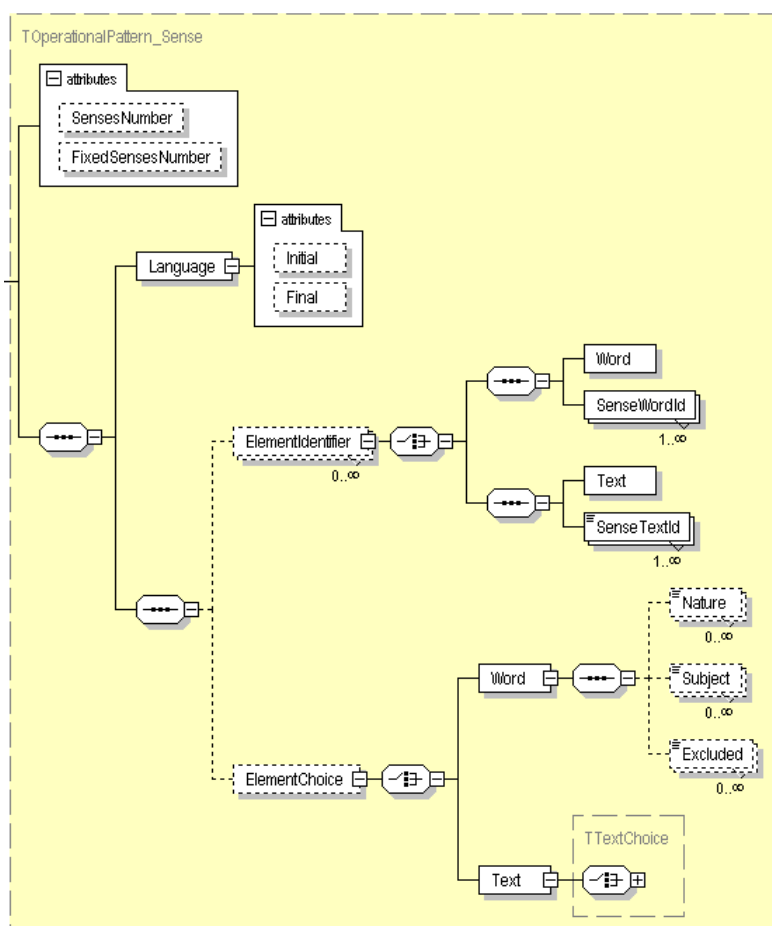 TOperationalPattern_Sense
attributes
SensesNumber
FixedSensesNumber
attributes
Language
Initial
Final
Word
ElementIdentifier
SenseWordId
0..∞
1..∞
Text
SenseTextId
1..∞
Nature
0..∞
Word
Subject
0..∞
ElementChoice
Excluded
0..∞
TTextChoice
Text